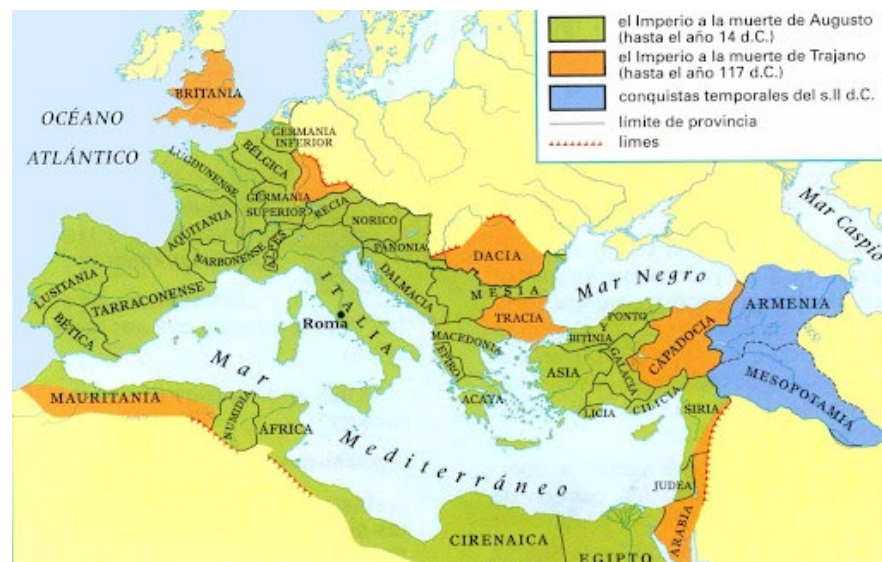 el Imperio a la muerte de Augusto
(hasta el año 14 d.C.)
el Imperio a la muerte de Trajano
(hasta el año 117 d.C.)
conquistas temporales del s.II d.C.
límite de provincia
limes
BRITANIA
OCÉANO
ATLÁNTICO
GERMANIA
INFERIOR
BÉLGICA
LUGDUNENSE
GERMANIA
SUPERIOR
RECIA
NORICO
AQUITANIA
PANONIA
NARBONENSE
ALPES
DACIA
Mar Caspio
Mar Negro
LUSITANIA
TARRACONENSE
BÉTICA
ITALIA
Roma
DALMACIA
MESIA
TRACIA
PONTO
Y
BITINIA
ARMENIA
CAPADOCIA
MACEDONIA
EPIRO
ASIA
GALACIA
MESOPOTAMIA
ACAYA
LICIA
CILICIA
SIRIA
Mar
Mediterráneo
MAURITANIA
NUMIDIA
ÁFRICA
JUDEA
ARABIA
CIRENAICA
EGIPTO